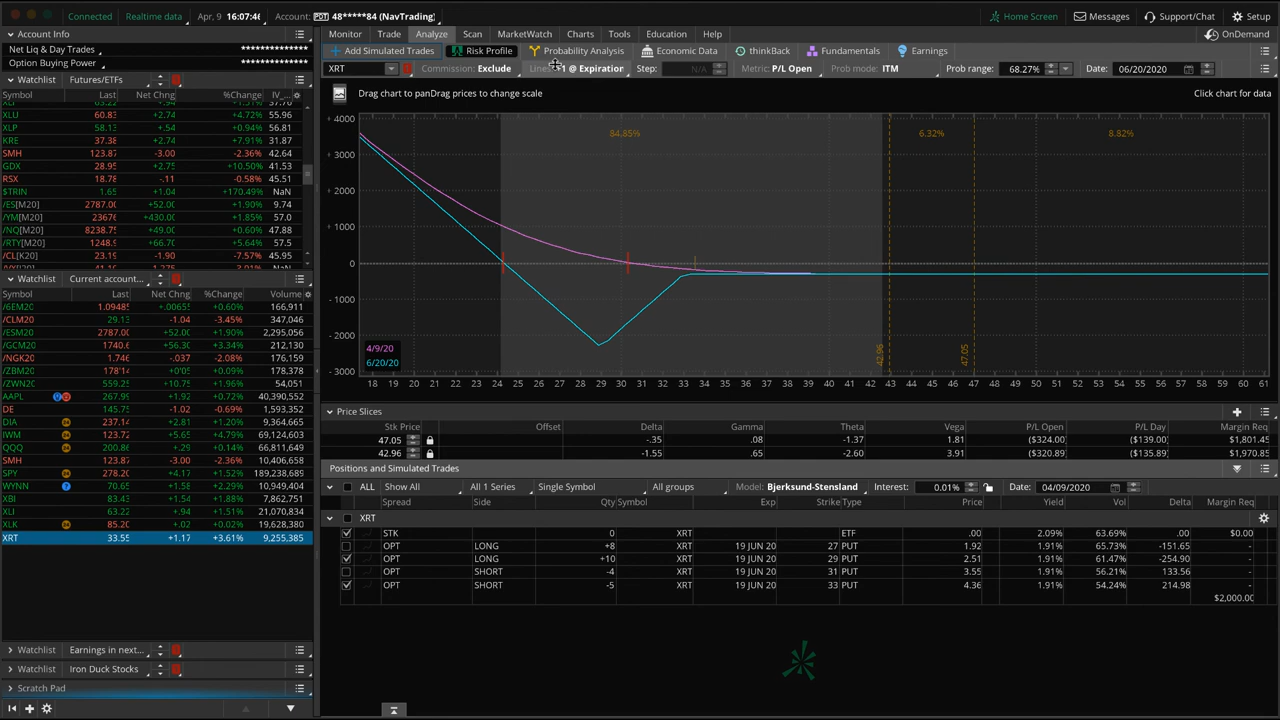 Connected Realtime data Apr, 9 16:07:46 Account: PDT 48*****84 (NavTrading) Home Screen Messages Support/Chat Setup
Account Info Monitor Trade Analyze Scan MarketWatch Charts Tools Education Help OnDemand
Net Liq & Day Trades **************
Option Buying Power **************
+ Add Simulated Trades Risk Profile Probability Analysis Economic Data thinkBack Fundamentals Earnings
XRT Commission: Exclude Lines: +1 @ Expiration Step: N/A Metric: P/L Open Prob mode: ITM Prob range: 68.27% Date: 06/20/2020
Watchlist Futures/ETFs
Symbol Last Net Chng %Change IV_...
XLU 60.83 +2.74 +4.72% 55.96
XLP 58.13 +.54 +0.94% 56.81
KRE 37.38 +2.74 +7.91% 31.87
SMH 123.87 -3.00 -2.36% 42.64
GDX 28.95 +2.75 +10.50% 41.53
RSX 18.78 -.11 -0.58% 45.51
$TRIN 1.65 +1.04 +170.49% NaN
/ES[M20] 2787.00 +52.00 +1.90% 9.74
/YM[M20] 23676 +430.00 +1.85% 57.0
/NQ[M20] 8238.75 +49.00 +0.60% 47.88
/RTY[M20] 1248.9 +66.70 +5.64% 57.5
/CL[K20] 23.19 -1.90 -7.57% 45.95
Watchlist Current account...
Symbol Last Net Chng %Change Volume
/6EM20 1.09485 +.00655 +0.60% 166,911
/CLM20 29.13 -1.04 -3.45% 347,046
/ESM20 2787.00 +52.00 +1.90% 2,295,056
/GCM20 1740.6 +56.30 +3.34% 212,130
/NGK20 1.746 -.037 -2.08% 176,159
/ZBM20 178'14 +0'05 +0.09% 178,378
/ZWN20 559.25 +10.75 +1.96% 54,051
AAPL 267.99 +1.92 +0.72% 40,390,552
DE 145.75 -1.02 -0.69% 1,593,352
DIA 237.14 +2.81 +1.20% 9,364,665
IWM 123.72 +5.65 +4.79% 69,124,603
QQQ 200.86 +.29 +0.14% 66,811,449
SMH 123.87 -3.00 -2.36% 10,406,658
SPY 278.20 +4.17 +1.52% 189,238,689
WYNN 70.65 +1.58 +2.29% 10,949,404
XBI 83.43 +1.54 +1.88% 7,862,751
XLI 63.22 +.94 +1.51% 21,070,834
XLK 85.20 +.02 +0.02% 19,628,380
XRT 33.55 +1.17 +3.61% 9,255,385
Watchlist Earnings in next...
Watchlist Iron Duck Stocks
Scratch Pad
Drag chart to panDrag prices to change scale Click chart for data
84.85% 6.32% 8.82%
+ 4000
+ 3000
+ 2000
+ 1000
0
- 1000
- 2000
- 3000
42.96 47.05
4/9/20
6/20/20
18 19 20 21 22 23 24 25 26 27 28 29 30 31 32 33 34 35 36 37 38 39 40 41 42 43 44 45 46 47 48 49 50 51 52 53 54 55 56 57 58 59 60 61
Price Slices
Stk Price Offset Delta Gamma Theta Vega P/L Open P/L Day Margin Req
47.05 -.35 .08 -1.37 1.81 ($324.00) ($139.00) $1,801.45
42.96 -1.55 .65 -2.60 3.91 ($320.89) ($135.89) $1,970.85
Positions and Simulated Trades
ALL Show All All 1 Series Single Symbol All groups Model: Bjerksund-Stensland Interest: 0.01% Date: 04/09/2020
Spread Side Qty Symbol Exp Strike Type Price Yield Vol Delta Margin Req
XRT
STK 0 XRT ETF .00 2.09% 63.69% .00 $0.00
OPT LONG +8 XRT 19 JUN 20 27 PUT 1.92 1.91% 65.73% -151.65 -
OPT LONG +10 XRT 19 JUN 20 29 PUT 2.51 1.91% 61.47% -254.90 -
OPT SHORT -4 XRT 19 JUN 20 31 PUT 3.55 1.91% 56.21% 133.56 -
OPT SHORT -5 XRT 19 JUN 20 33 PUT 4.36 1.91% 54.24% 214.98 -
$2,000.00